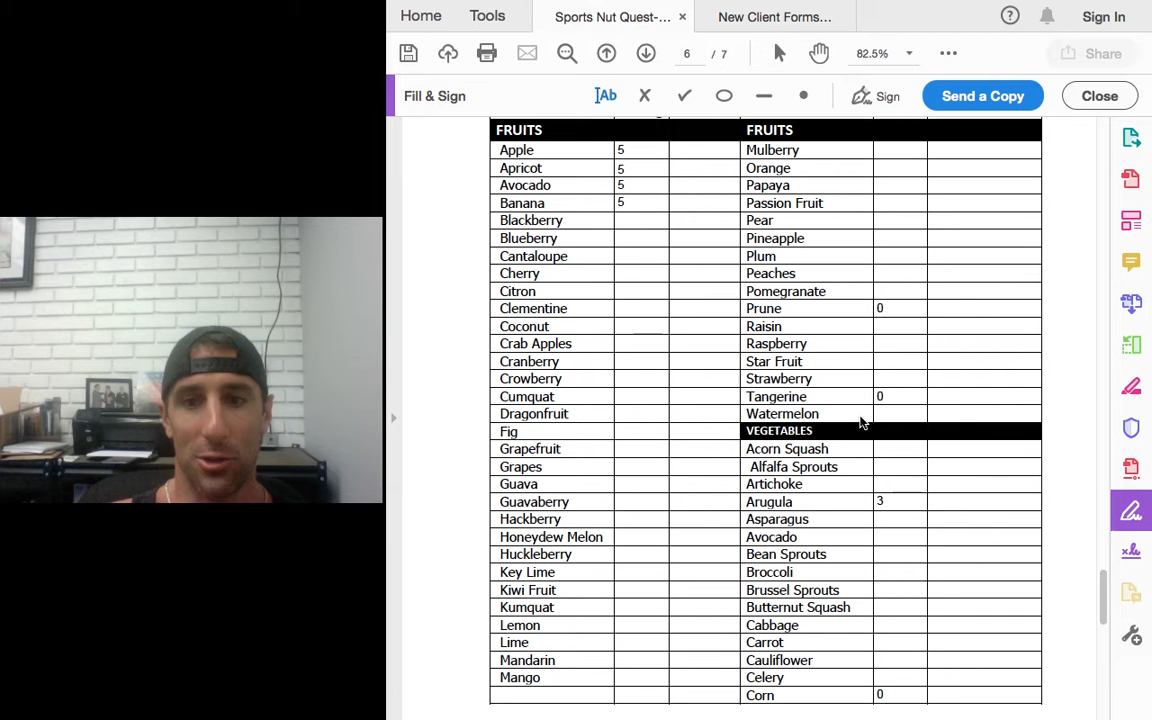 Home Tools Sports Nut Quest-... × New Client Forms... ? Sign In
6 / 7 82.5% Share
Fill & Sign Ab Sign Send a Copy Close
FRUITS FRUITS
Apple 5 Mulberry
Apricot 5 Orange
Avocado 5 Papaya
Banana 5 Passion Fruit
Blackberry Pear
Blueberry Pineapple
Cantaloupe Plum
Cherry Peaches
Citron Pomegranate
Clementine Prune 0
Coconut Raisin
Crab Apples Raspberry
Cranberry Star Fruit
Crowberry Strawberry
Cumquat Tangerine 0
Dragonfruit Watermelon
Fig VEGETABLES
Grapefruit Acorn Squash
Grapes Alfalfa Sprouts
Guava Artichoke
Guavaberry Arugula 3
Hackberry Asparagus
Honeydew Melon Avocado
Huckleberry Bean Sprouts
Key Lime Broccoli
Kiwi Fruit Brussel Sprouts
Kumquat Butternut Squash
Lemon Cabbage
Lime Carrot
Mandarin Cauliflower
Mango Celery
Corn 0